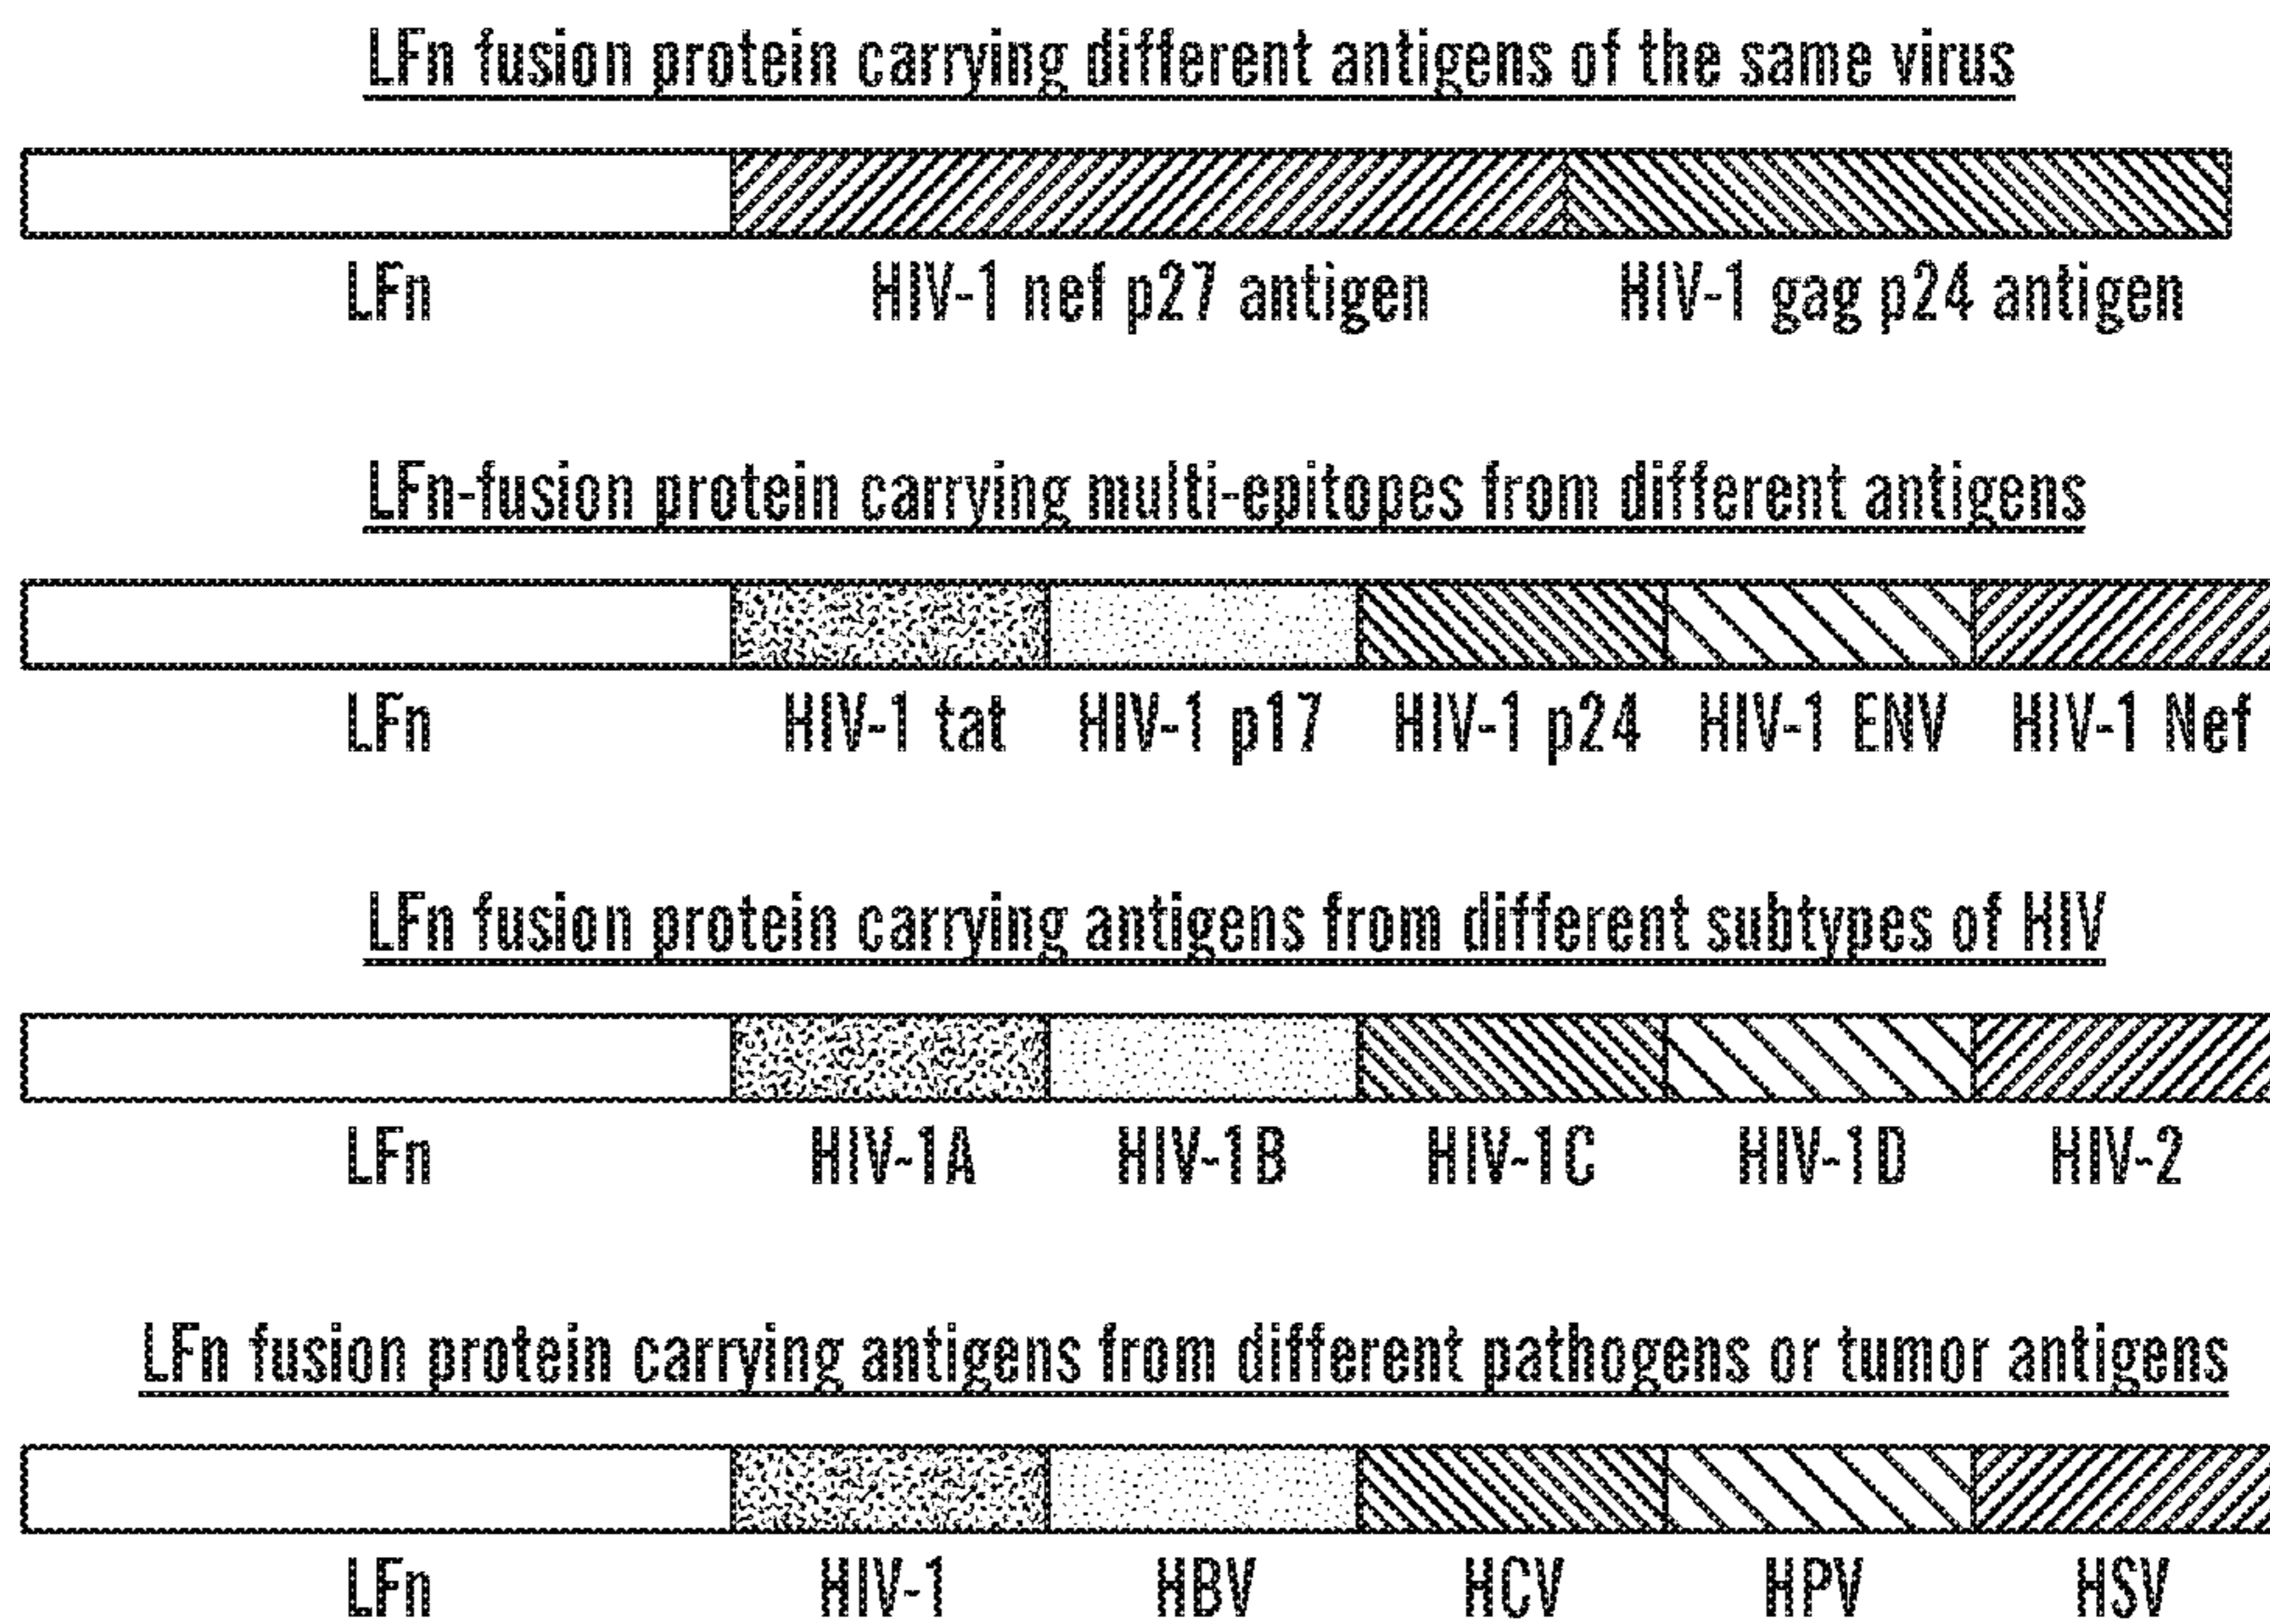 LFn fusion protein carrying different antigens of the same virus
LFn HIV-1 nef p27 antigen HIV-1 gag p24 antigen
LFn-fusion protein carrying multi-epitopes from different antigens
LFn HIV-1 tat HIV-1 p17 HIV-1 p24 HIV-1 ENV HIV-1 Nef
LFn fusion protein carrying antigens from different subtypes of HIV
LFn HIV-1A HIV-1B HIV-1C HIV-1D HIV-2
LFn fusion protein carrying antigens from different pathogens or tumor antigens
LFn HIV-1 HBV HCV HPV HSV